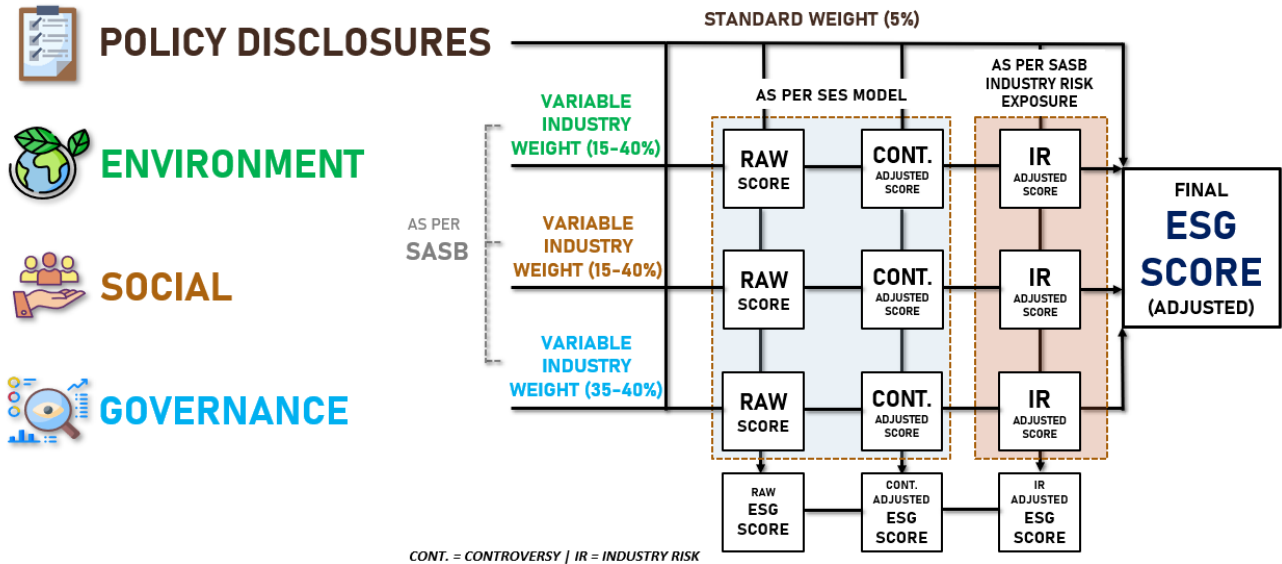 POLICY DISCLOSURES
STANDARD WEIGHT (5%)
AS PER SES MODEL
AS PER SASB
INDUSTRY RISK
EXPOSURE
ENVIRONMENT
VARIABLE
INDUSTRY
WEIGHT (15-40%)
RAW
SCORE
CONT.
ADJUSTED
SCORE
IR
ADJUSTED
SCORE
AS PER
SASB
SOCIAL
VARIABLE
INDUSTRY
WEIGHT (15-40%)
RAW
SCORE
CONT.
ADJUSTED
SCORE
IR
ADJUSTED
SCORE
FINAL
ESG
SCORE
(ADJUSTED)
GOVERNANCE
VARIABLE
INDUSTRY
WEIGHT (35-40%)
RAW
SCORE
CONT.
ADJUSTED
SCORE
IR
ADJUSTED
SCORE
RAW
ESG
SCORE
CONT.
ADJUSTED
ESG
SCORE
IR
ADJUSTED
ESG
SCORE
CONT. = CONTROVERSY | IR = INDUSTRY RISK